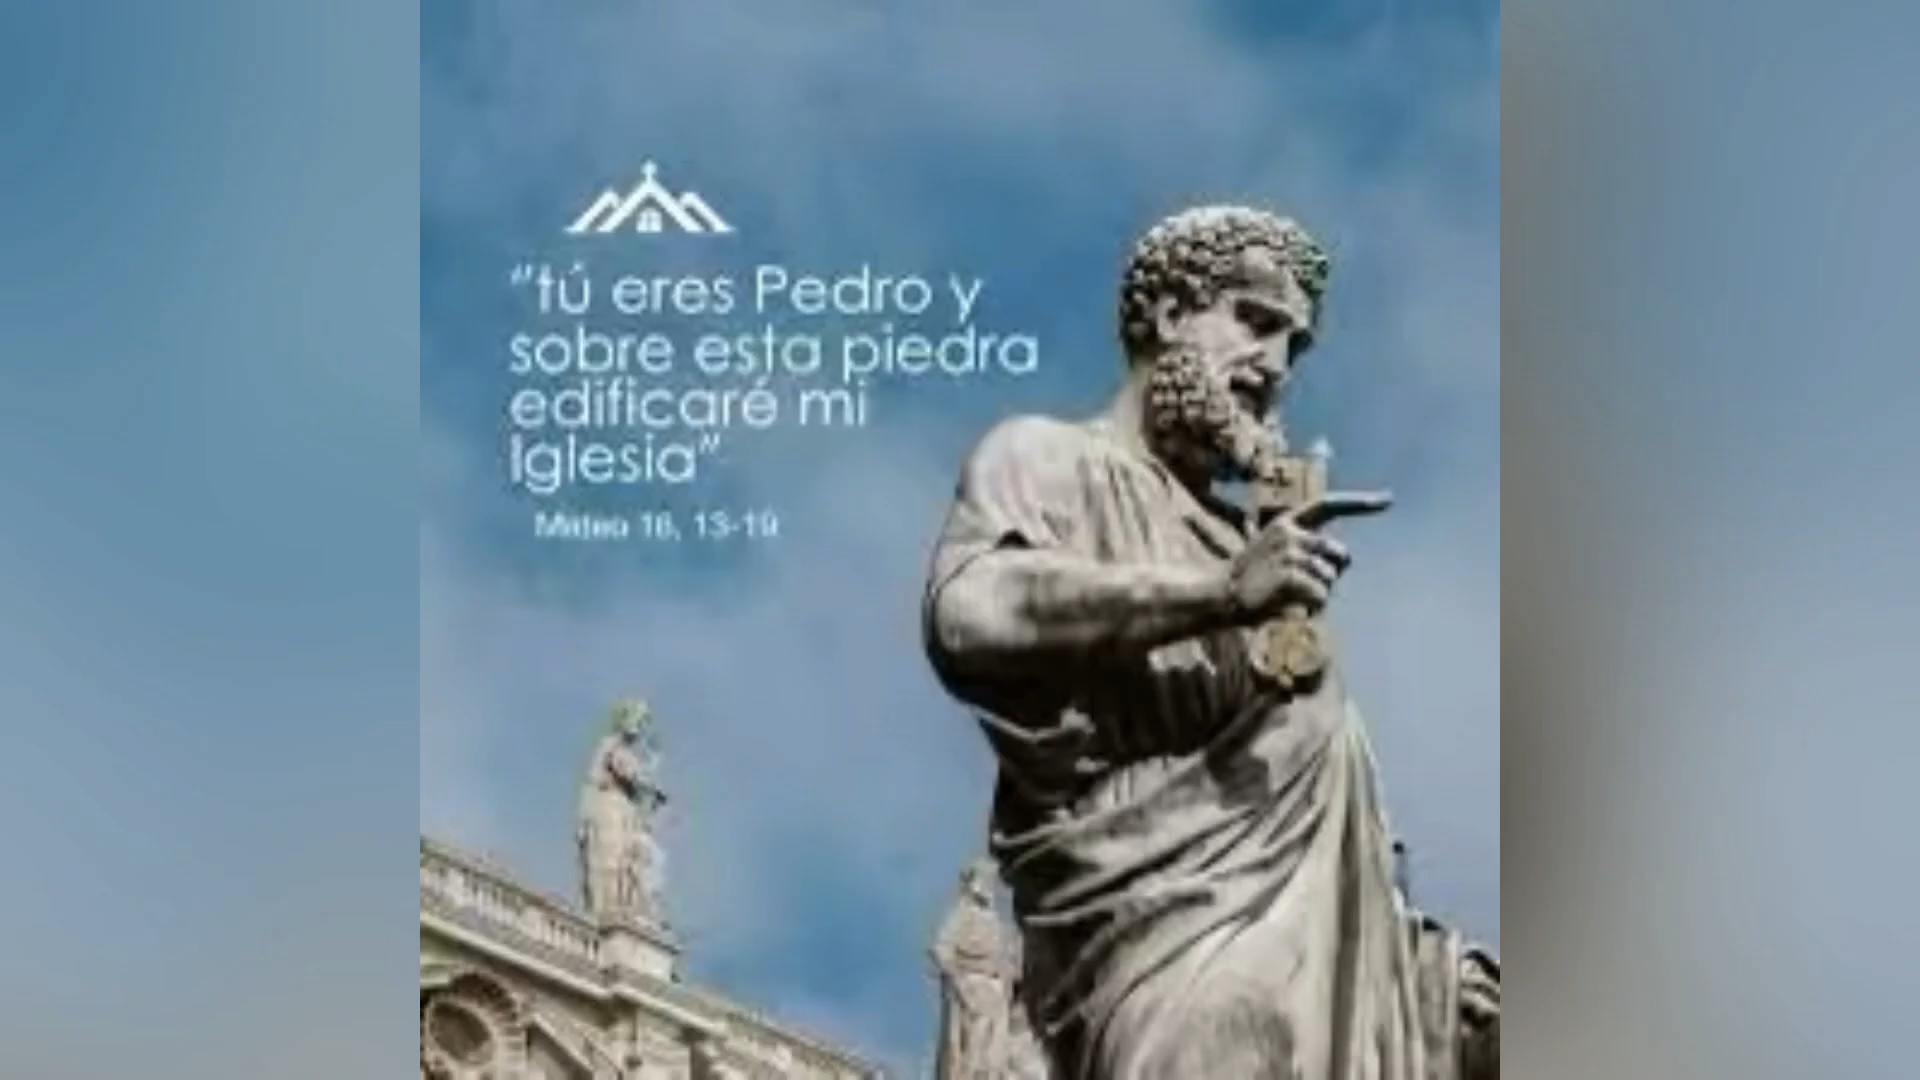 “tú eres Pedro y
sobre esta piedra
edificaré mi
Iglesia”
Mateo 16, 13-19